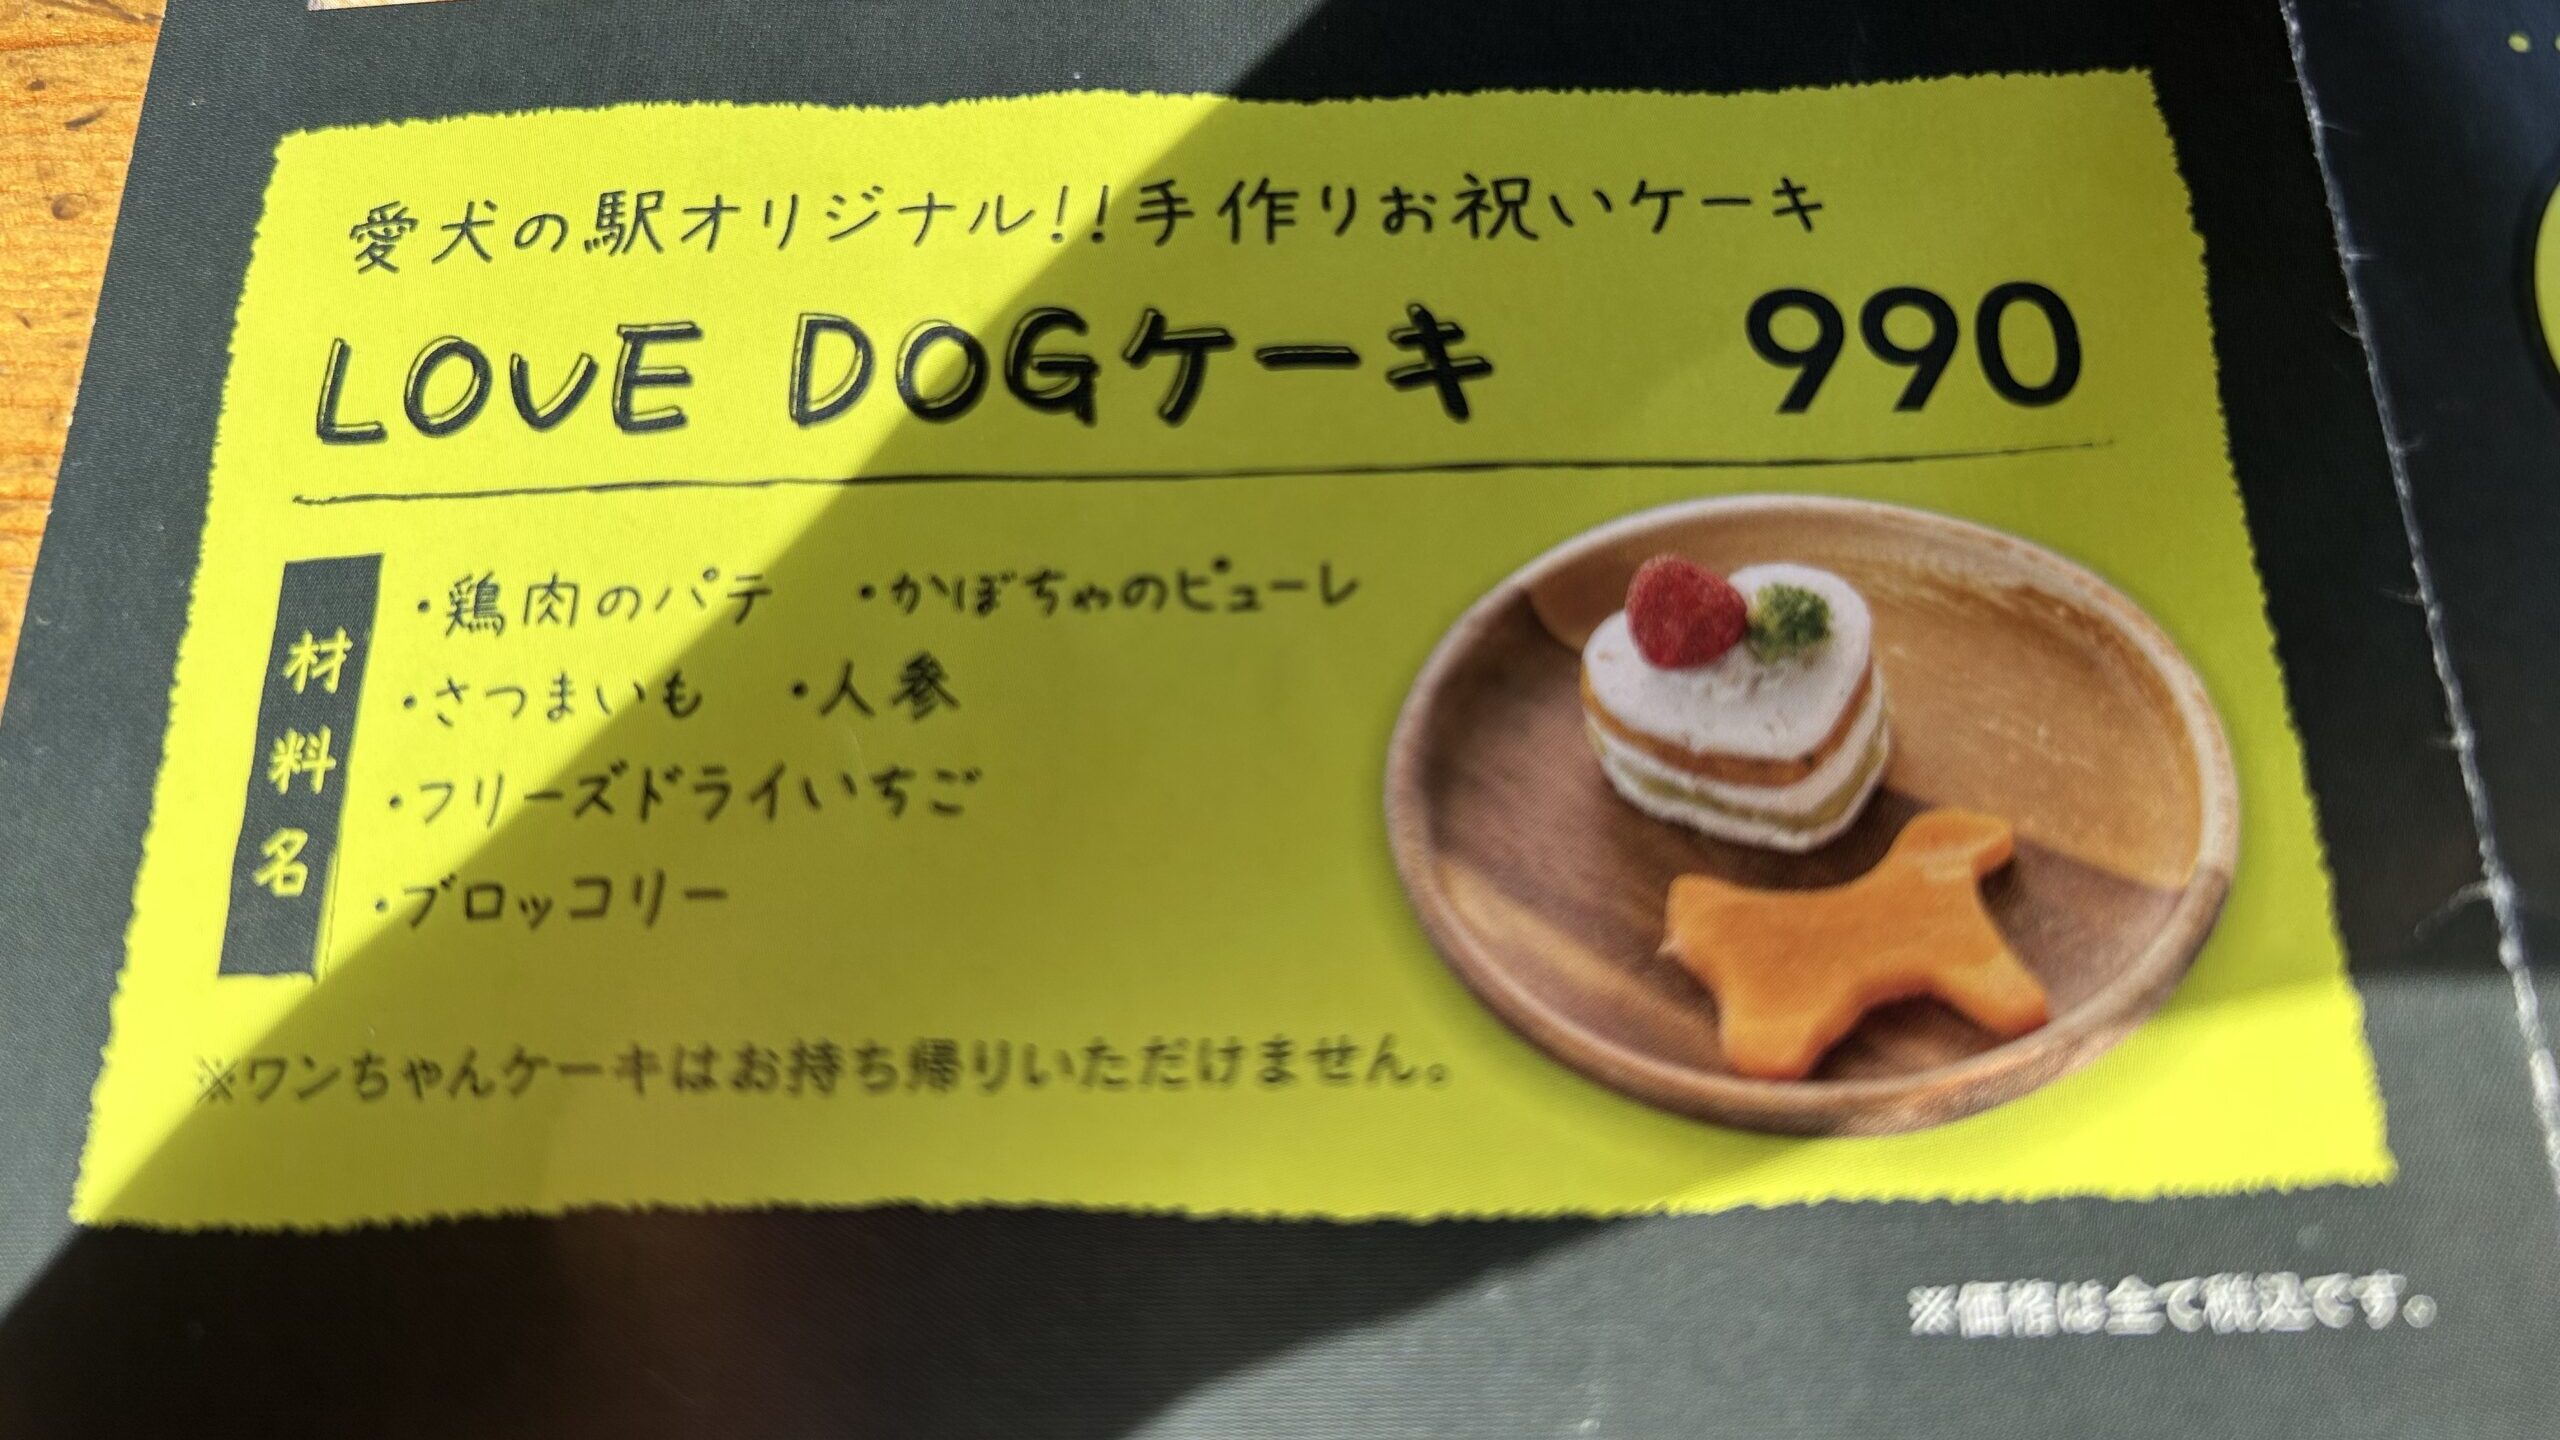 愛犬の駅オリジナル!!手作りお祝いケーキ
LOVE DOGケーキ 990
材料名
・鶏肉のパテ ・かぼちゃのピューレ
・さつまいも ・人参
・フリーズドライいちご
・ブロッコリー
※ワンちゃんケーキはお持ち帰りいただけません。
※価格は全て税込です。